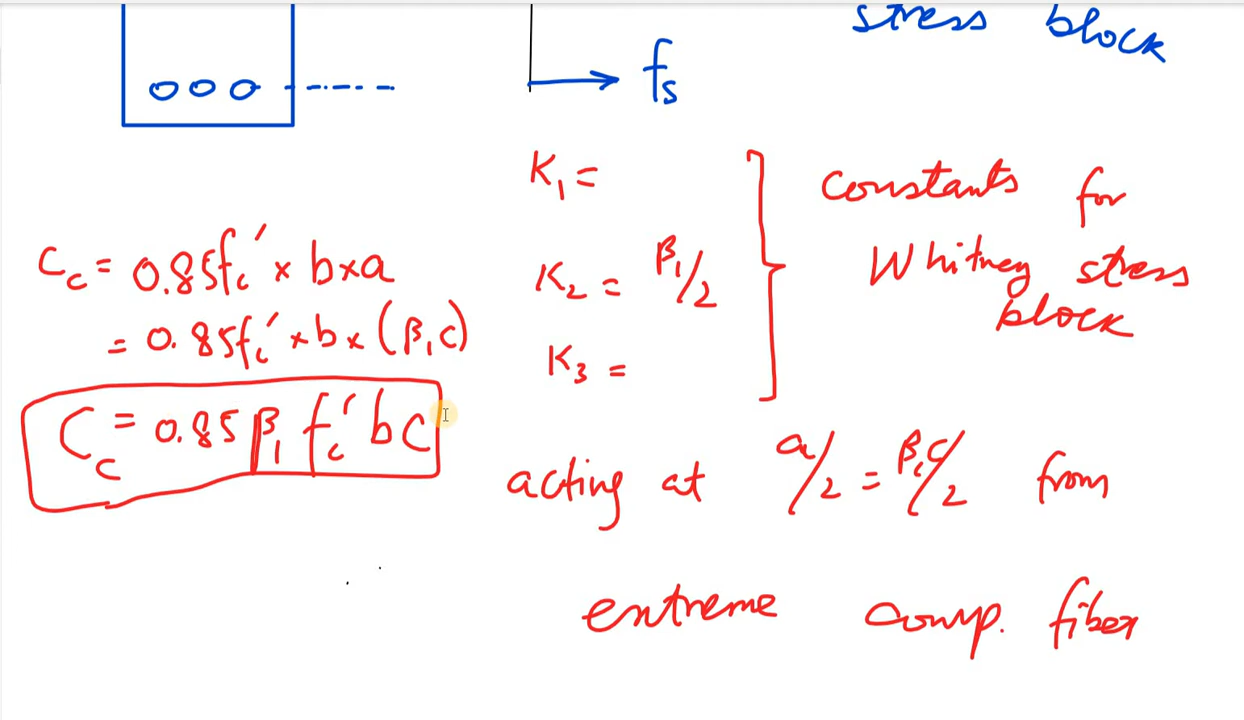 stress block
fs
K₁ =
constants for
Cc = 0.85fc′ × b×a
K₂ = β₁/2
Whitney stress
block
= 0.85fc′ ×b× (β₁c)
K₃ =
Cc = 0.85 β₁ fc′ bc
acting at a/2 = β₁c/2 from
extreme comp. fiber